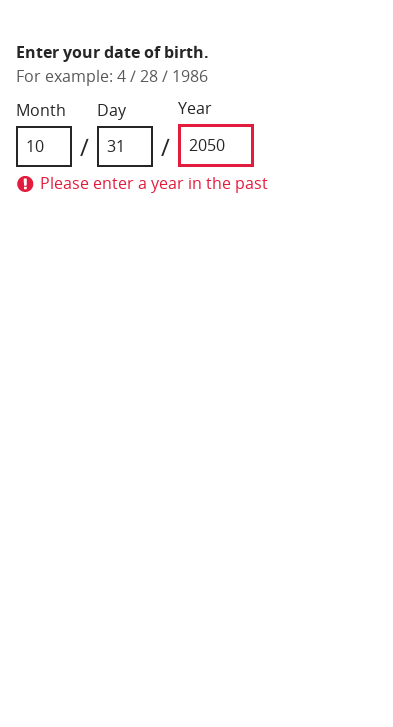 Enter your date of birth.
For example: 4 / 28 / 1986
Month Day Year
10 / 31 / 2050
Please enter a year in the past